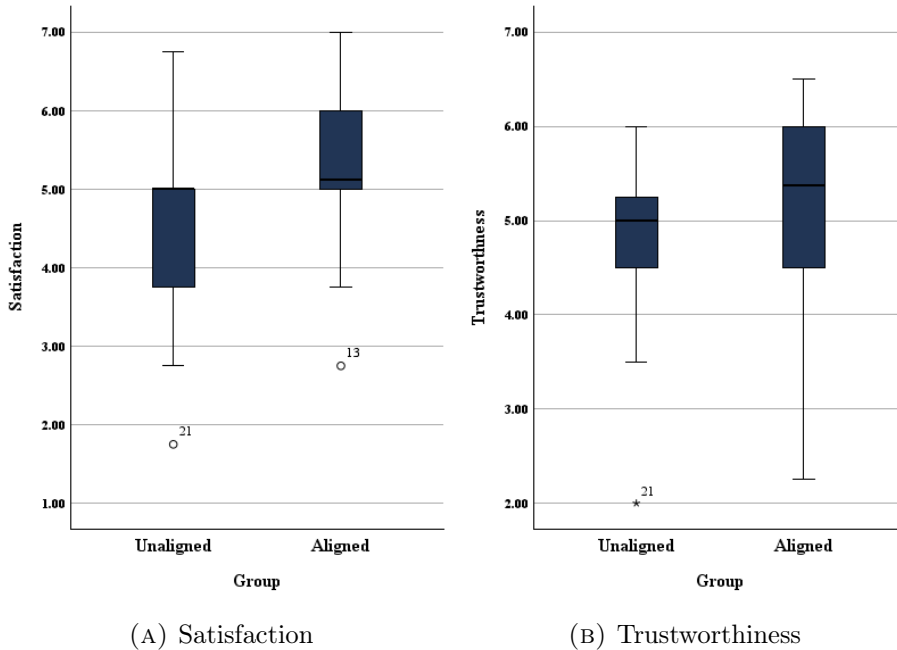 7.00
6.00
5.00
4.00
3.00
2.00
1.00
Satisfaction
21
13
Unaligned Aligned
Group
(A) Satisfaction
7.00
6.00
5.00
4.00
3.00
2.00
Trustworthness
21
Unaligned Aligned
Group
(B) Trustworthiness